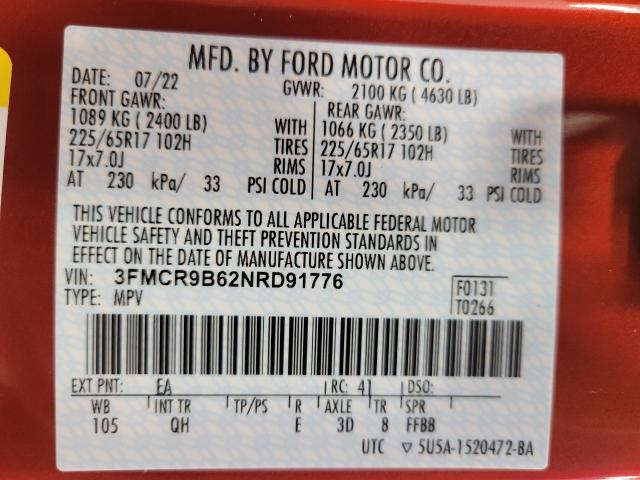 MFD. BY FORD MOTOR CO.
DATE: 07/22 GVWR: 2100 KG ( 4630 LB)
FRONT GAWR: REAR GAWR:
1089 KG ( 2400 LB) WITH 1066 KG ( 2350 LB) WITH
225/65R17 102H TIRES 225/65R17 102H TIRES
17x7.0J RIMS 17x7.0J RIMS
AT 230 kPa/ 33 PSI COLD AT 230 kPa/ 33 PSI COLD
THIS VEHICLE CONFORMS TO ALL APPLICABLE FEDERAL MOTOR
VEHICLE SAFETY AND THEFT PREVENTION STANDARDS IN
EFFECT ON THE DATE OF MANUFACTURE SHOWN ABOVE.
VIN: 3FMCR9B62NRD91776 F0131
TYPE: MPV T0266
EXT PNT: EA RC: 41 DSO:
WB INT TR TP/PS R AXLE TR SPR
105 QH E 3D 8 FFBB
UTC ▽ 5U5A-1520472-BA